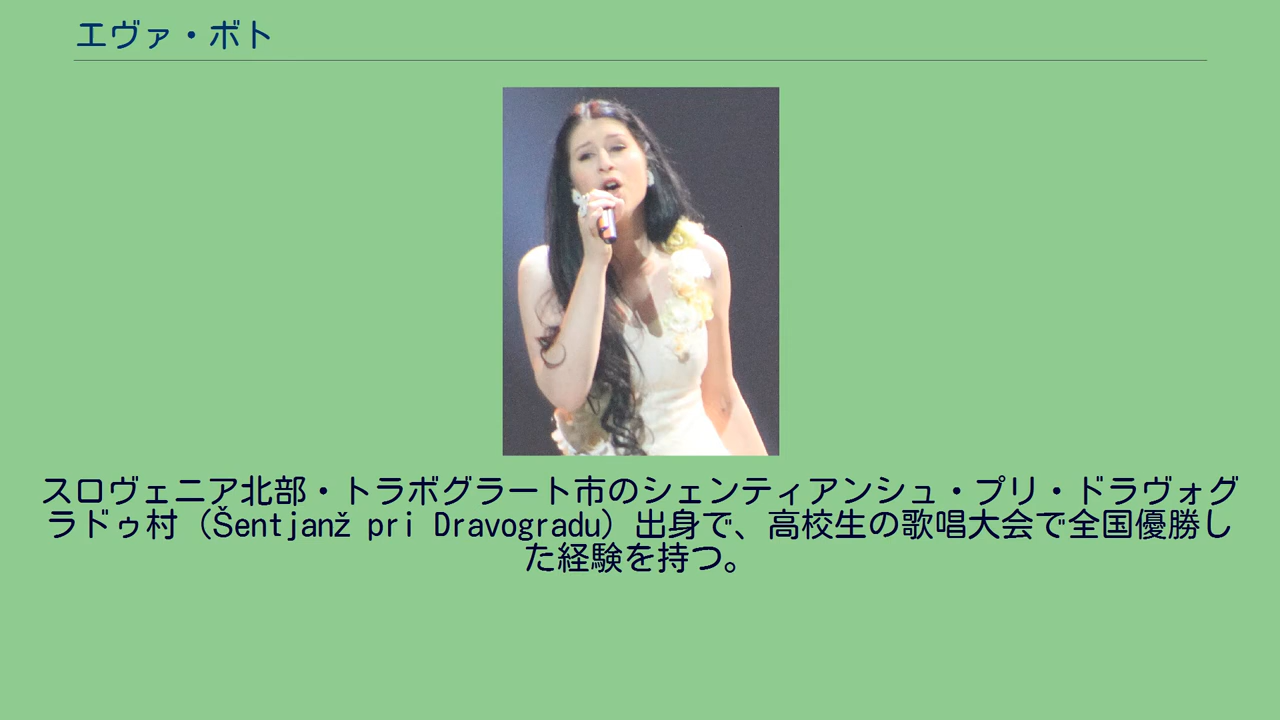 エヴァ・ボト
スロヴェニア北部・トラボグラート市のシェンティアンシュ・プリ・ドラヴォグ
ラドゥ村（Šentjanž pri Dravogradu）出身で、高校生の歌唱大会で全国優勝し
た経験を持つ。